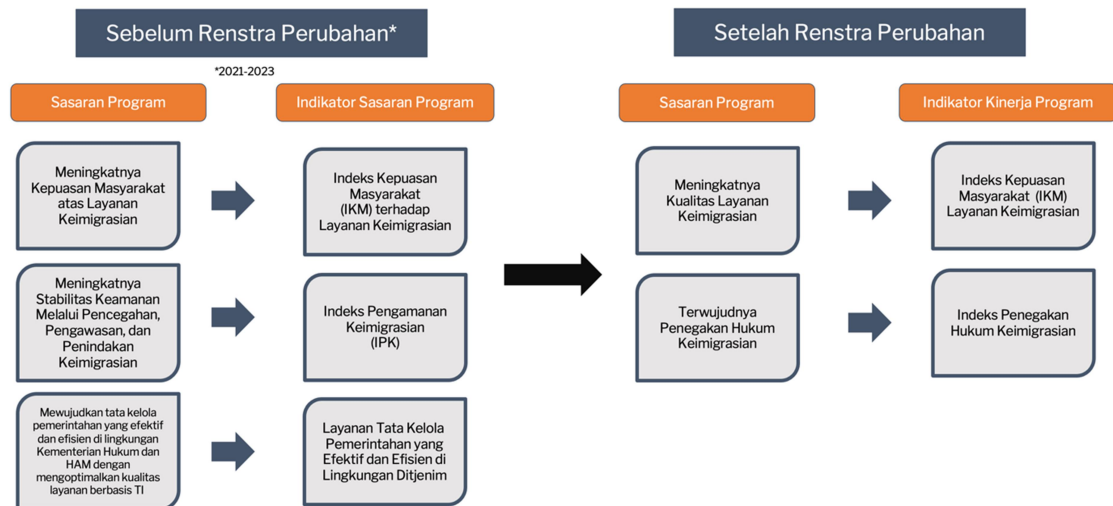 Sebelum Renstra Perubahan*
*2021-2023
Sasaran Program
Indikator Sasaran Program
Meningkatnya
Kepuasan Masyarakat
atas Layanan
Keimigrasian
Indeks Kepuasan
Masyarakat
(IKM) terhadap
Layanan Keimigrasian
Meningkatnya
Stabilitas Keamanan
Melalui Pencegahan,
Pengawasan, dan
Penindakan
Keimigrasian
Indeks Pengamanan
Keimigrasian
(IPK)
Mewujudkan tata kelola
pemerintahan yang efektif
dan efisien di lingkungan
Kementerian Hukum dan
HAM dengan
mengoptimalkan kualitas
layanan berbasis TI
Layanan Tata Kelola
Pemerintahan yang
Efektif dan Efisien di
Lingkungan Ditjenim
Setelah Renstra Perubahan
Sasaran Program
Indikator Kinerja Program
Meningkatnya
Kualitas Layanan
Keimigrasian
Indeks Kepuasan
Masyarakat (IKM)
Layanan Keimigrasian
Terwujudnya
Penegakan Hukum
Keimigrasian
Indeks Penegakan
Hukum Keimigrasian